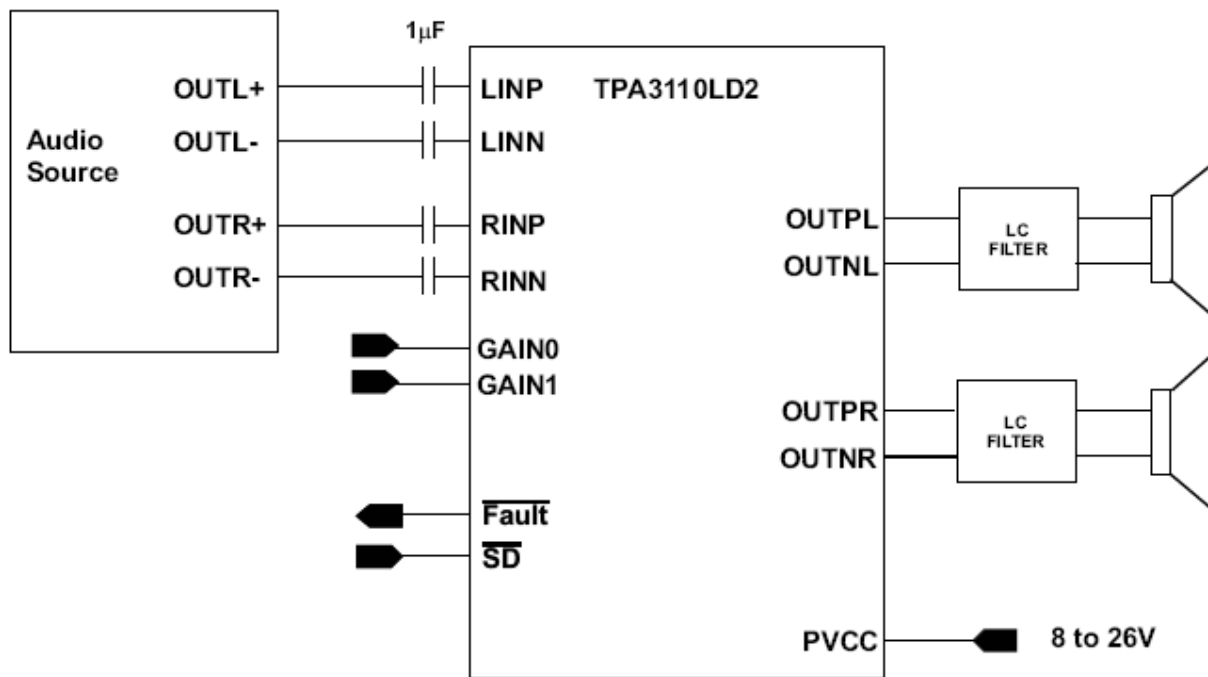 1μF
OUTL+
LINP
TPA3110LD2
Audio
Source
OUTL-
LINN
OUTR+
RINP
OUTR-
RINN
GAIN0
GAIN1
Fault
SD
OUTPL
OUTNL
LC
FILTER
OUTPR
OUTNR
LC
FILTER
PVCC
8 to 26V